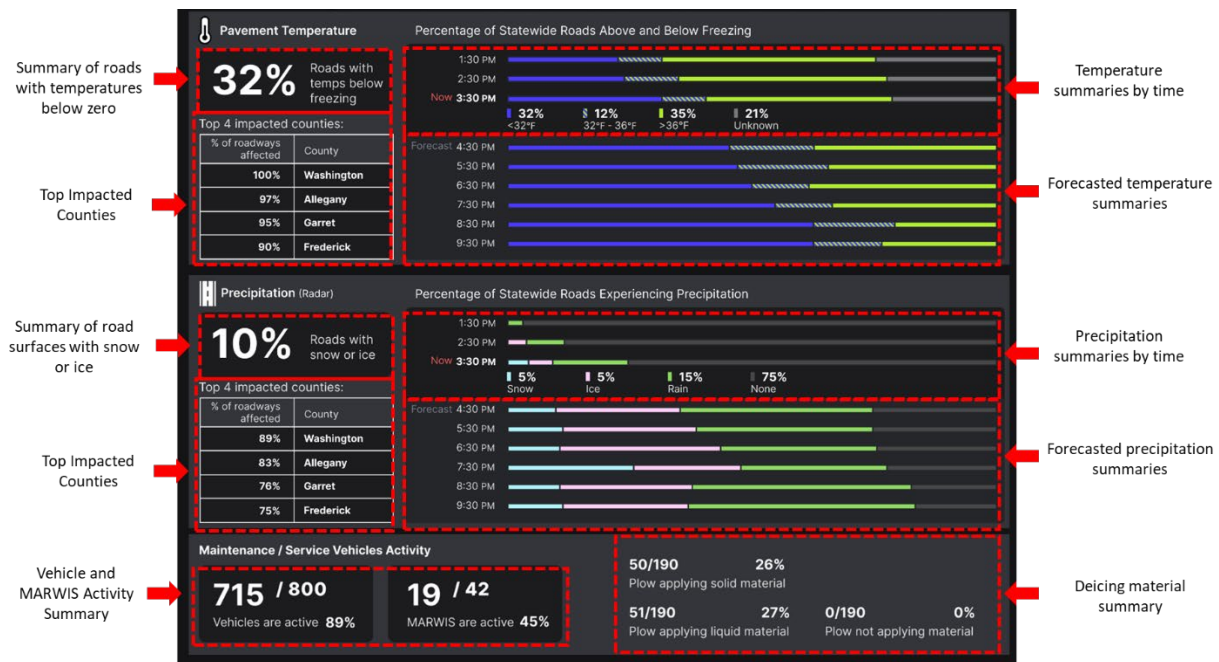 Pavement Temperature
Percentage of Statewide Roads Above and Below Freezing
Summary of roads
with temperatures
below zero
32%
Roads with
temps below
freezing
1:30 PM
2:30 PM
Now 3:30 PM
32%
<32°F
12%
32°F - 36°F
35%
>36°F
21%
Unknown
Temperature
summaries by time
Top Impacted
Counties
Top 4 impacted counties:
% of roadways
affected
County
100% Washington
97% Allegany
95% Garret
90% Frederick
Forecast 4:30 PM
5:30 PM
6:30 PM
7:30 PM
8:30 PM
9:30 PM
Forecasted temperature
summaries
Precipitation (Radar)
Percentage of Statewide Roads Experiencing Precipitation
Summary of road
surfaces with snow
or ice
10%
Roads with
snow or ice
1:30 PM
2:30 PM
Now 3:30 PM
5%
Snow
5%
Ice
15%
Rain
75%
None
Precipitation
summaries by time
Top Impacted
Counties
Top 4 impacted counties:
% of roadways
affected
County
89% Washington
83% Allegany
76% Garret
75% Frederick
Forecast 4:30 PM
5:30 PM
6:30 PM
7:30 PM
8:30 PM
9:30 PM
Forecasted precipitation
summaries
Maintenance / Service Vehicles Activity
Vehicle and
MARWIS Activity
Summary
715 / 800
Vehicles are active 89%
19 / 42
MARWIS are active 45%
50/190 26%
Plow applying solid material
51/190 27%
Plow applying liquid material
0/190 0%
Plow not applying material
Deicing material
summary